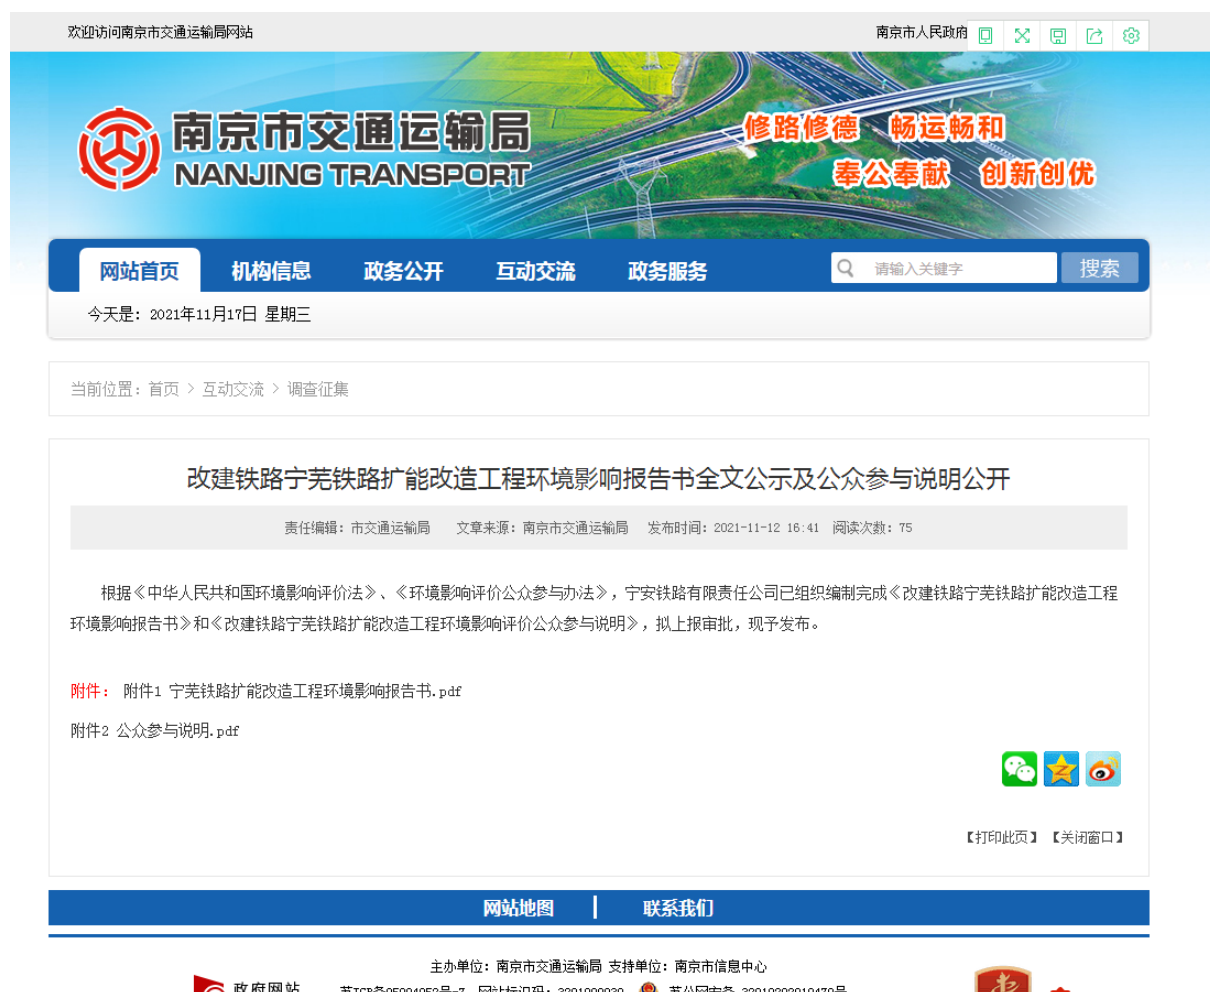 欢迎访问南京市交通运输局网站
南京市人民政府
南京市交通运输局
NANJING TRANSPORT
修路修德 畅运畅和
奉公奉献 创新创优
网站首页 机构信息 政务公开 互动交流 政务服务 请输入关键字 搜索
今天是：2021年11月17日 星期三
当前位置：首页 > 互动交流 > 调查征集
改建铁路宁芜铁路扩能改造工程环境影响报告书全文公示及公众参与说明公开
责任编辑：市交通运输局 文章来源：南京市交通运输局 发布时间：2021-11-12 16:41 阅读次数：75
根据《中华人民共和国环境影响评价法》、《环境影响评价公众参与办法》，宁安铁路有限责任公司已组织编制完成《改建铁路宁芜铁路扩能改造工程
环境影响报告书》和《改建铁路宁芜铁路扩能改造工程环境影响评价公众参与说明》，拟上报审批，现予发布。
附件： 附件1 宁芜铁路扩能改造工程环境影响报告书.pdf
附件2 公众参与说明.pdf
【打印此页】 【关闭窗口】
网站地图 联系我们
主办单位：南京市交通运输局 支持单位：南京市信息中心
政府网站